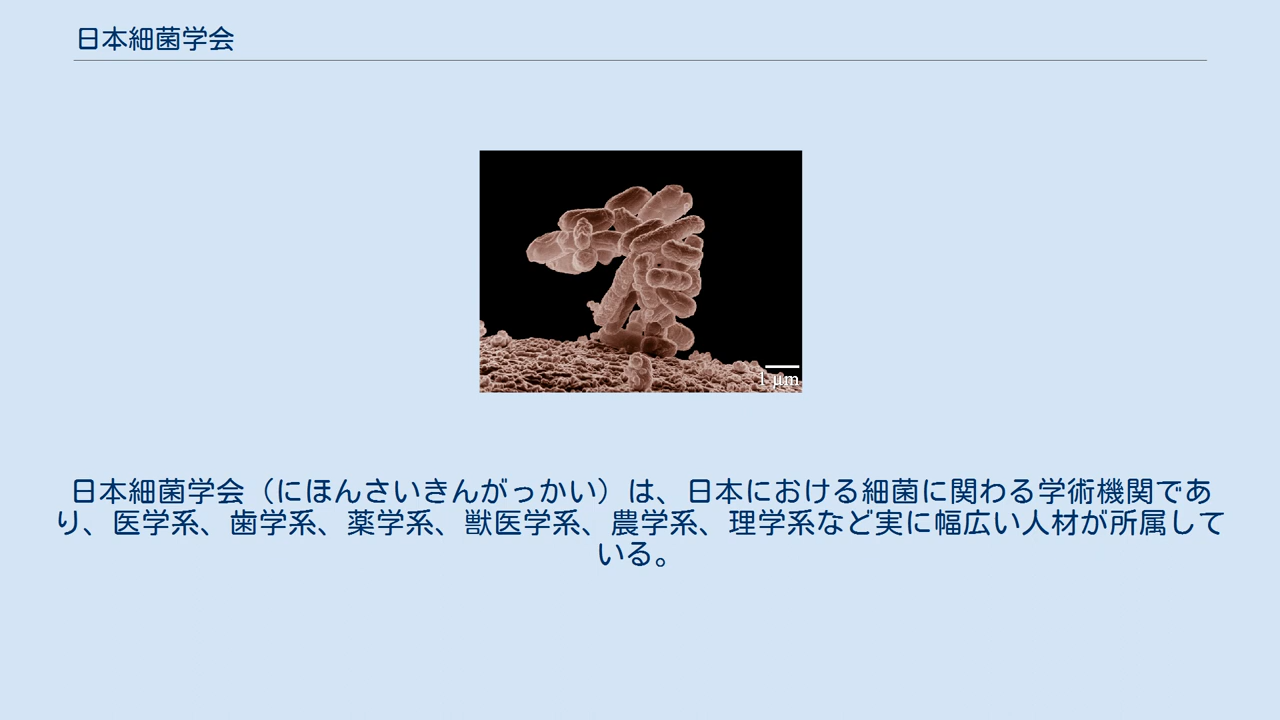 日本細菌学会
1 µm
日本細菌学会（にほんさいきんがっかい）は、日本における細菌に関わる学術機関であ
り、医学系、歯学系、薬学系、獣医学系、農学系、理学系など実に幅広い人材が所属して
いる。